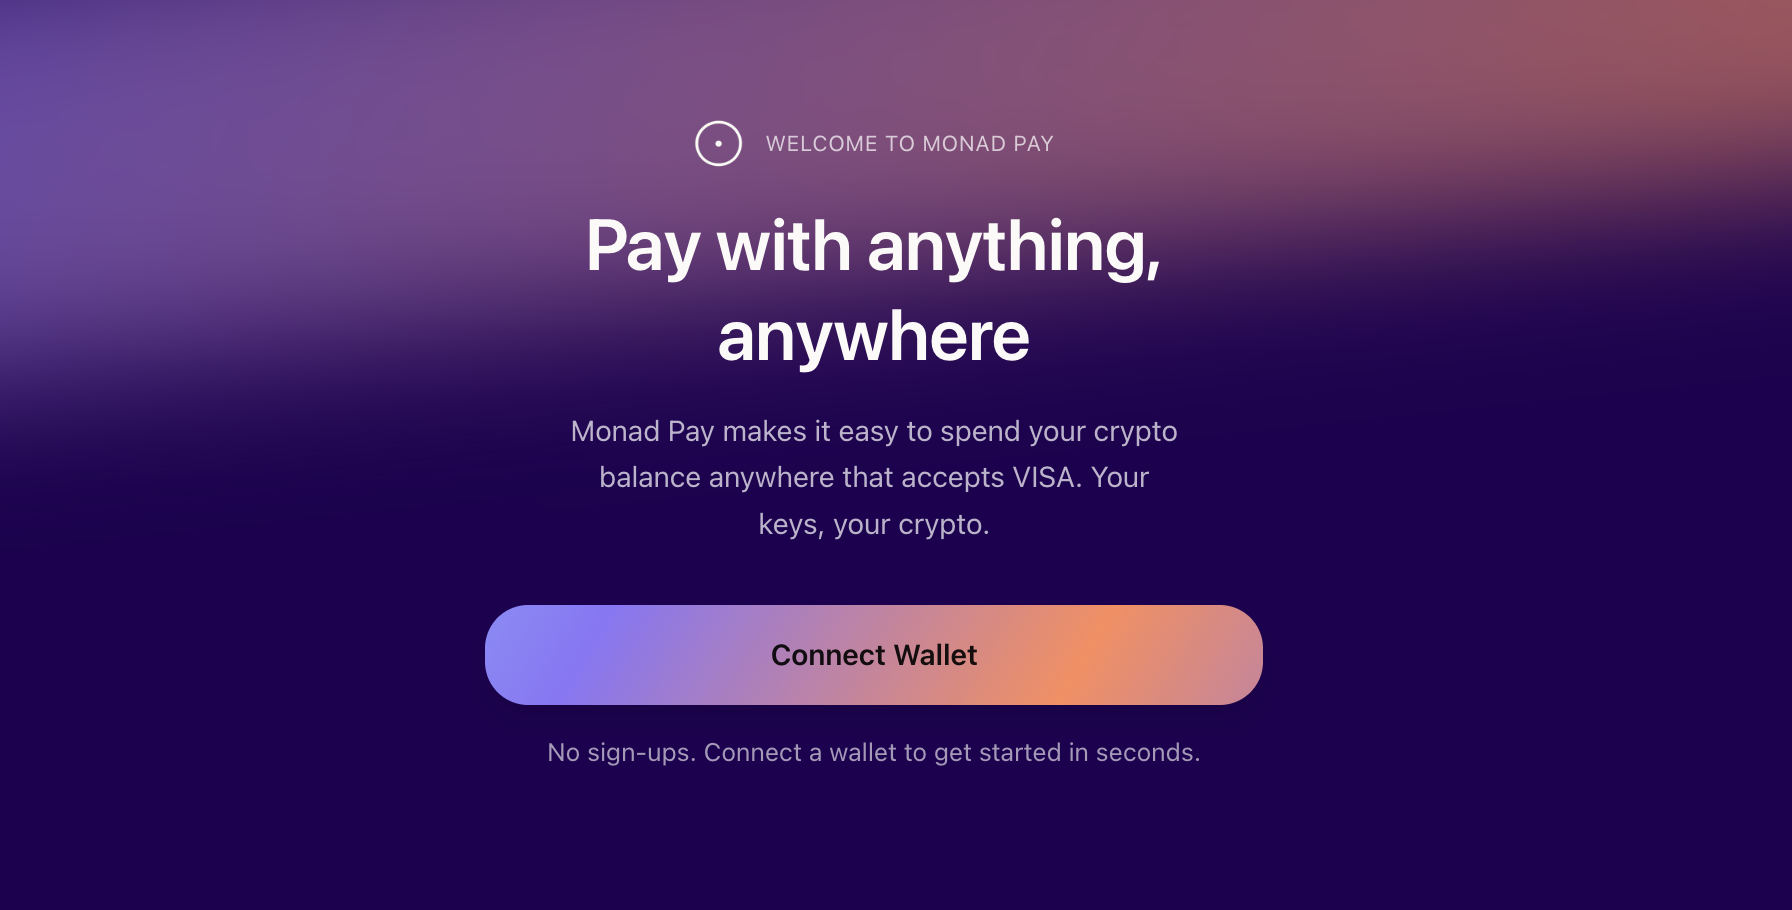 WELCOME TO MONAD PAY
Pay with anything,
anywhere
Monad Pay makes it easy to spend your crypto
balance anywhere that accepts VISA. Your
keys, your crypto.
Connect Wallet
No sign-ups. Connect a wallet to get started in seconds.